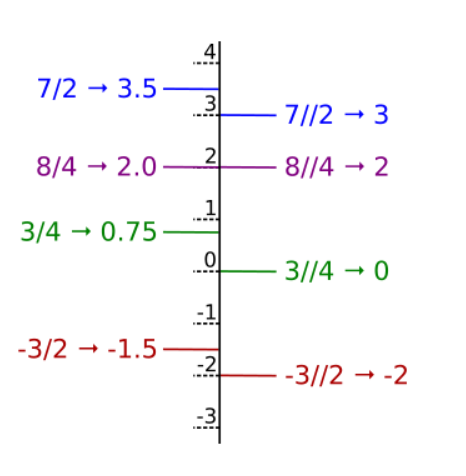 4
7/2 → 3.5
3
7//2 → 3
2
8/4 → 2.0
8//4 → 2
1
3/4 → 0.75
0
3//4 → 0
-1
-3/2 → -1.5
-2
-3//2 → -2
-3